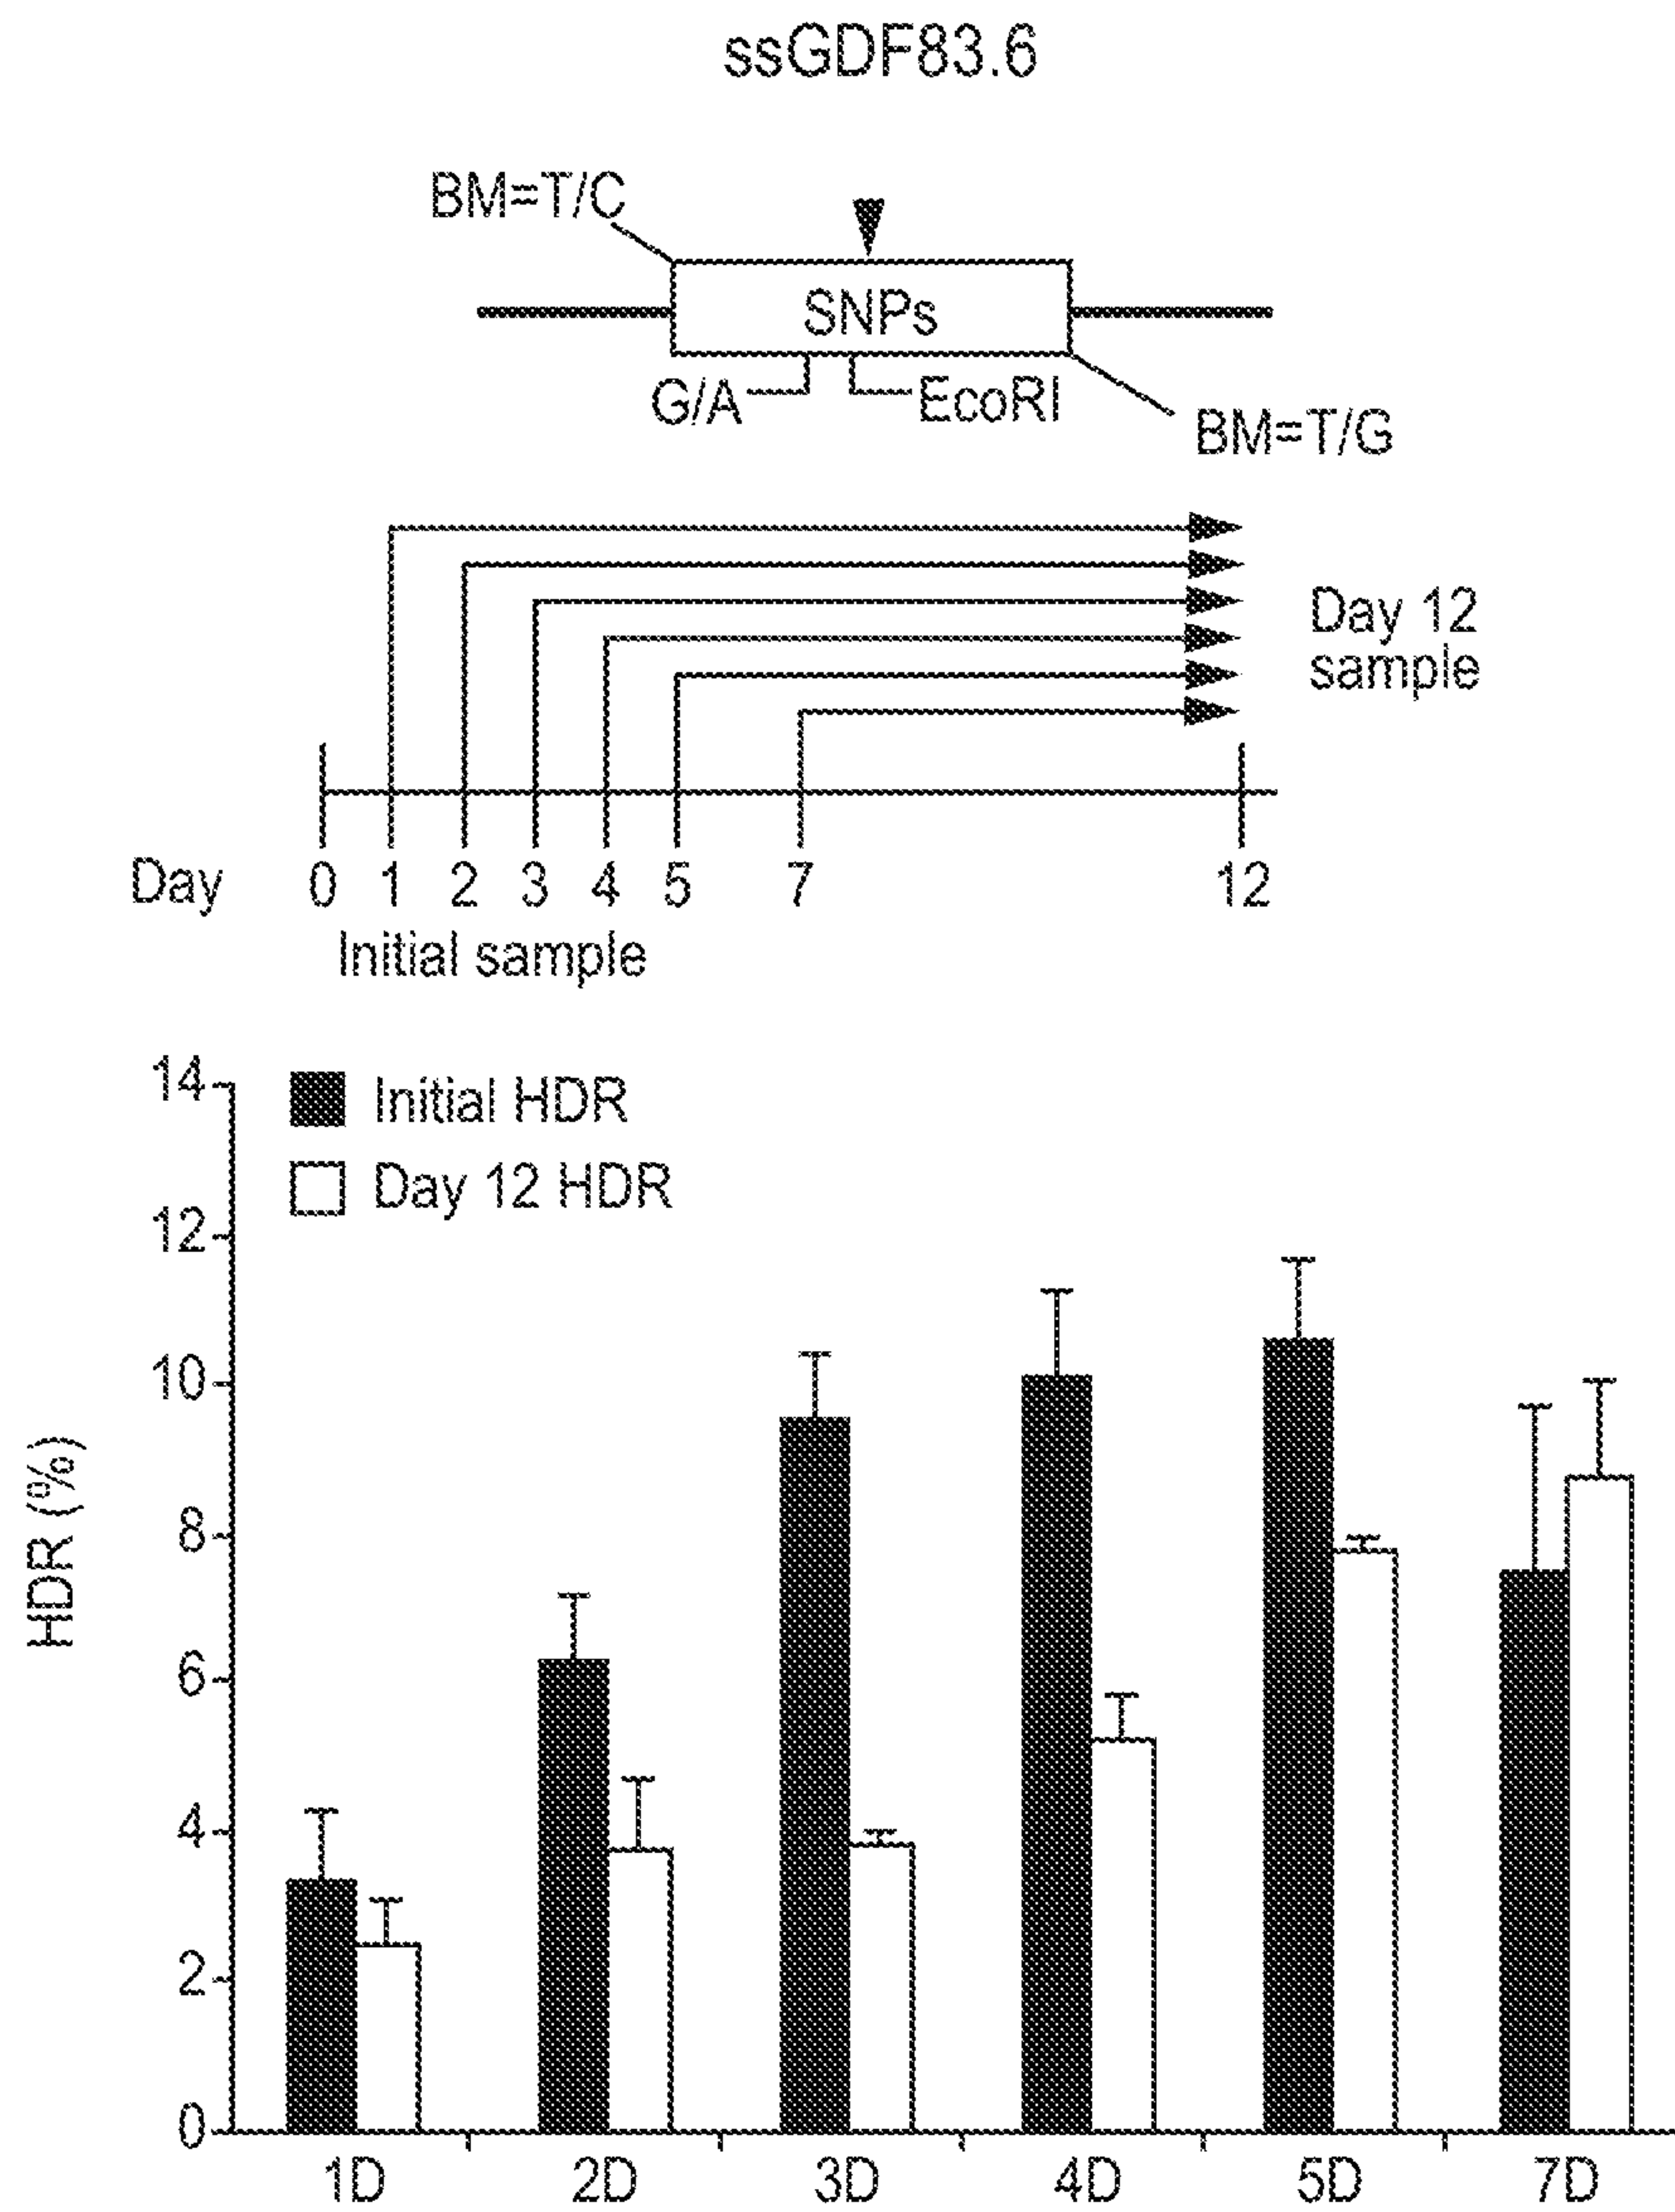 ssGDF83.6
BM=T/C
SNPs
G/A
EcoRI
BM=T/G
Day 12
sample
Day 0 1 2 3 4 5 7 12
Initial sample
14
12
10
8
6
4
2
0
Initial HDR
Day 12 HDR
HDR (%)
1D 2D 3D 4D 5D 7D